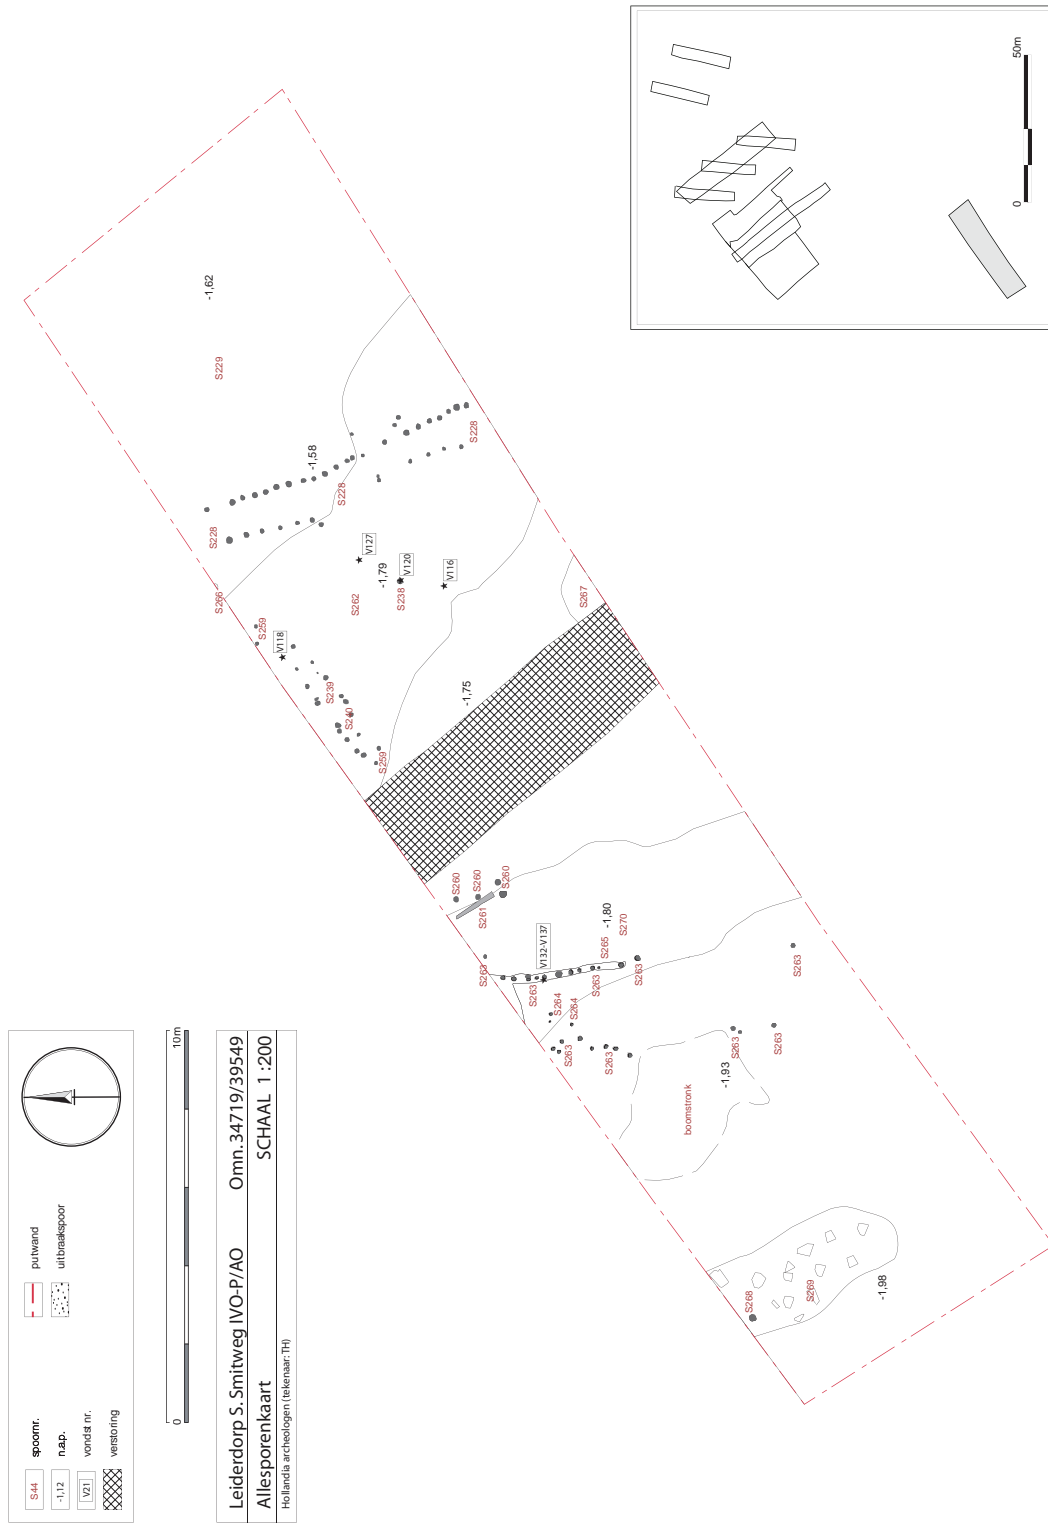 50m
0
-1,62
S229
-1,58
S228
S228
S228
V127
-1,79
V120
S238
S262
V116
S266
S259
V118
S267
S239
S240
-1,75
S259
S260
S260
S260
S261
-1,80
S270
V132-V137
S265
S263
S263
S263
S263
S263
S264
S264
S263
S263
S263
S263
-1,93
boomstronk
S268
S269
-1,98
S44
spoornr.
-1,12
n.a.p.
V21
vondst nr.
verstoring
putwand
uitbraakspoor
0
10m
Leiderdorp S. Smitweg IVO-P/AO Omn.34719/39549
Allesporenkaart SCHAAL 1:200
Hollandia archeologen (tekenaar: TH)